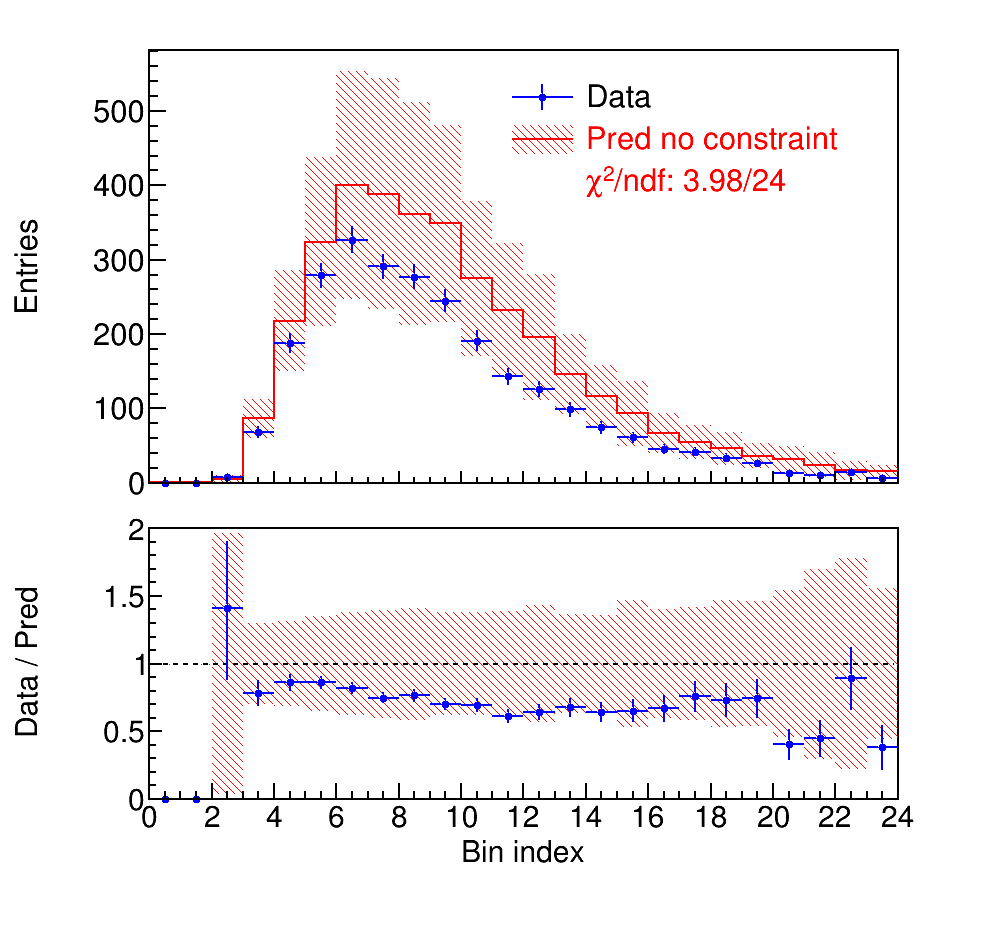 Entries
500
400
300
200
100
0
Data
Pred no constraint
χ²/ndf: 3.98/24
Data / Pred
2
1.5
1
0.5
0
0 2 4 6 8 10 12 14 16 18 20 22 24
Bin index